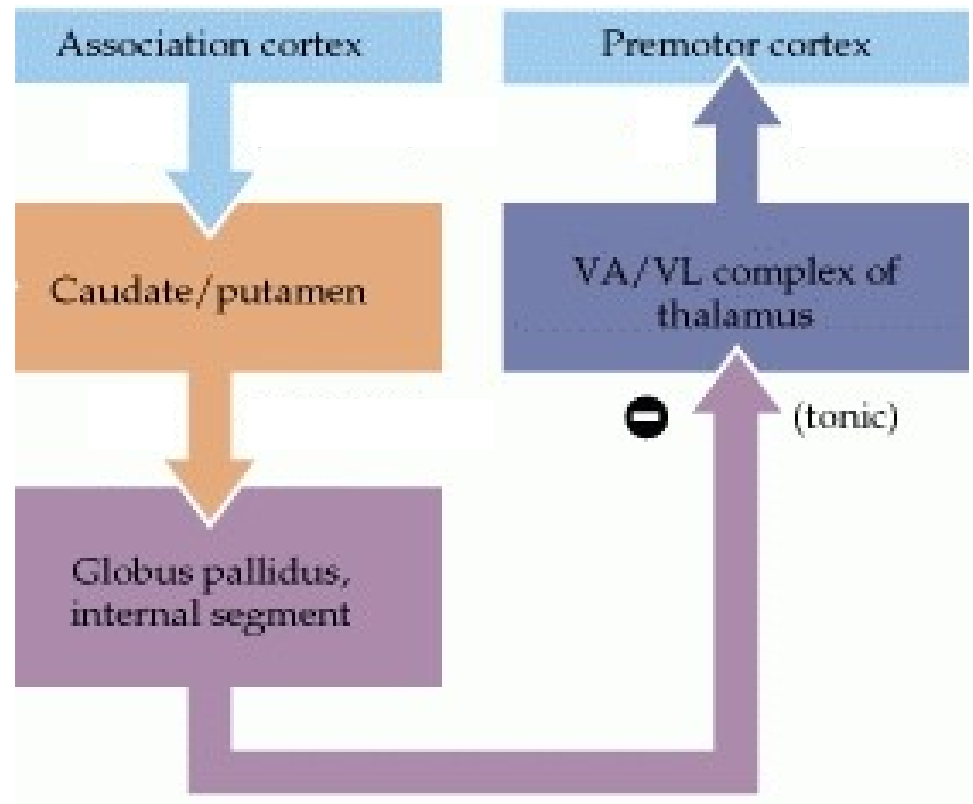 Association cortex
Premotor cortex
Caudate/putamen
VA/VL complex of
thalamus
(tonic)
Globus pallidus,
internal segment